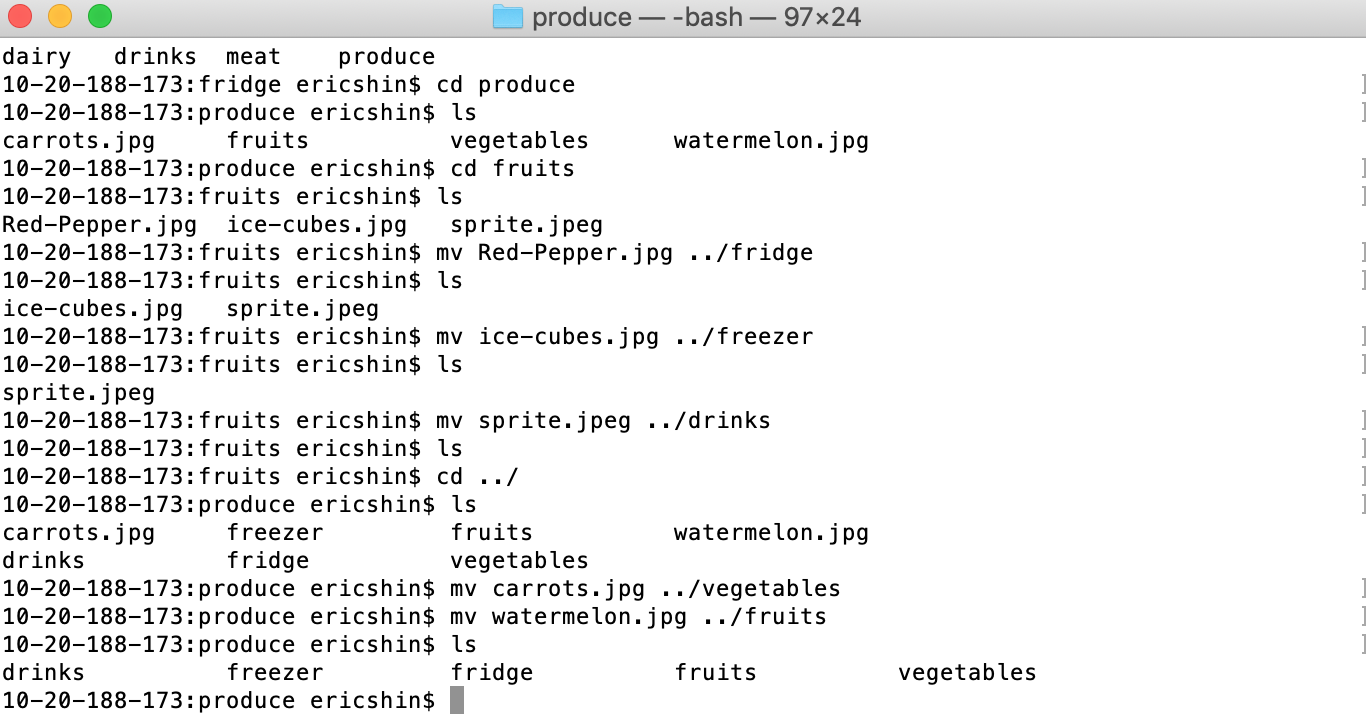 produce — -bash — 97×24
dairy   drinks  meat    produce
10-20-188-173:fridge ericshin$ cd produce
10-20-188-173:produce ericshin$ ls
carrots.jpg     fruits          vegetables      watermelon.jpg
10-20-188-173:produce ericshin$ cd fruits
10-20-188-173:fruits ericshin$ ls
Red-Pepper.jpg  ice-cubes.jpg   sprite.jpeg
10-20-188-173:fruits ericshin$ mv Red-Pepper.jpg ../fridge
10-20-188-173:fruits ericshin$ ls
ice-cubes.jpg   sprite.jpeg
10-20-188-173:fruits ericshin$ mv ice-cubes.jpg ../freezer
10-20-188-173:fruits ericshin$ ls
sprite.jpeg
10-20-188-173:fruits ericshin$ mv sprite.jpeg ../drinks
10-20-188-173:fruits ericshin$ ls
10-20-188-173:fruits ericshin$ cd ../
10-20-188-173:produce ericshin$ ls
carrots.jpg     freezer         fruits          watermelon.jpg
drinks          fridge          vegetables
10-20-188-173:produce ericshin$ mv carrots.jpg ../vegetables
10-20-188-173:produce ericshin$ mv watermelon.jpg ../fruits
10-20-188-173:produce ericshin$ ls
drinks          freezer         fridge          fruits          vegetables
10-20-188-173:produce ericshin$